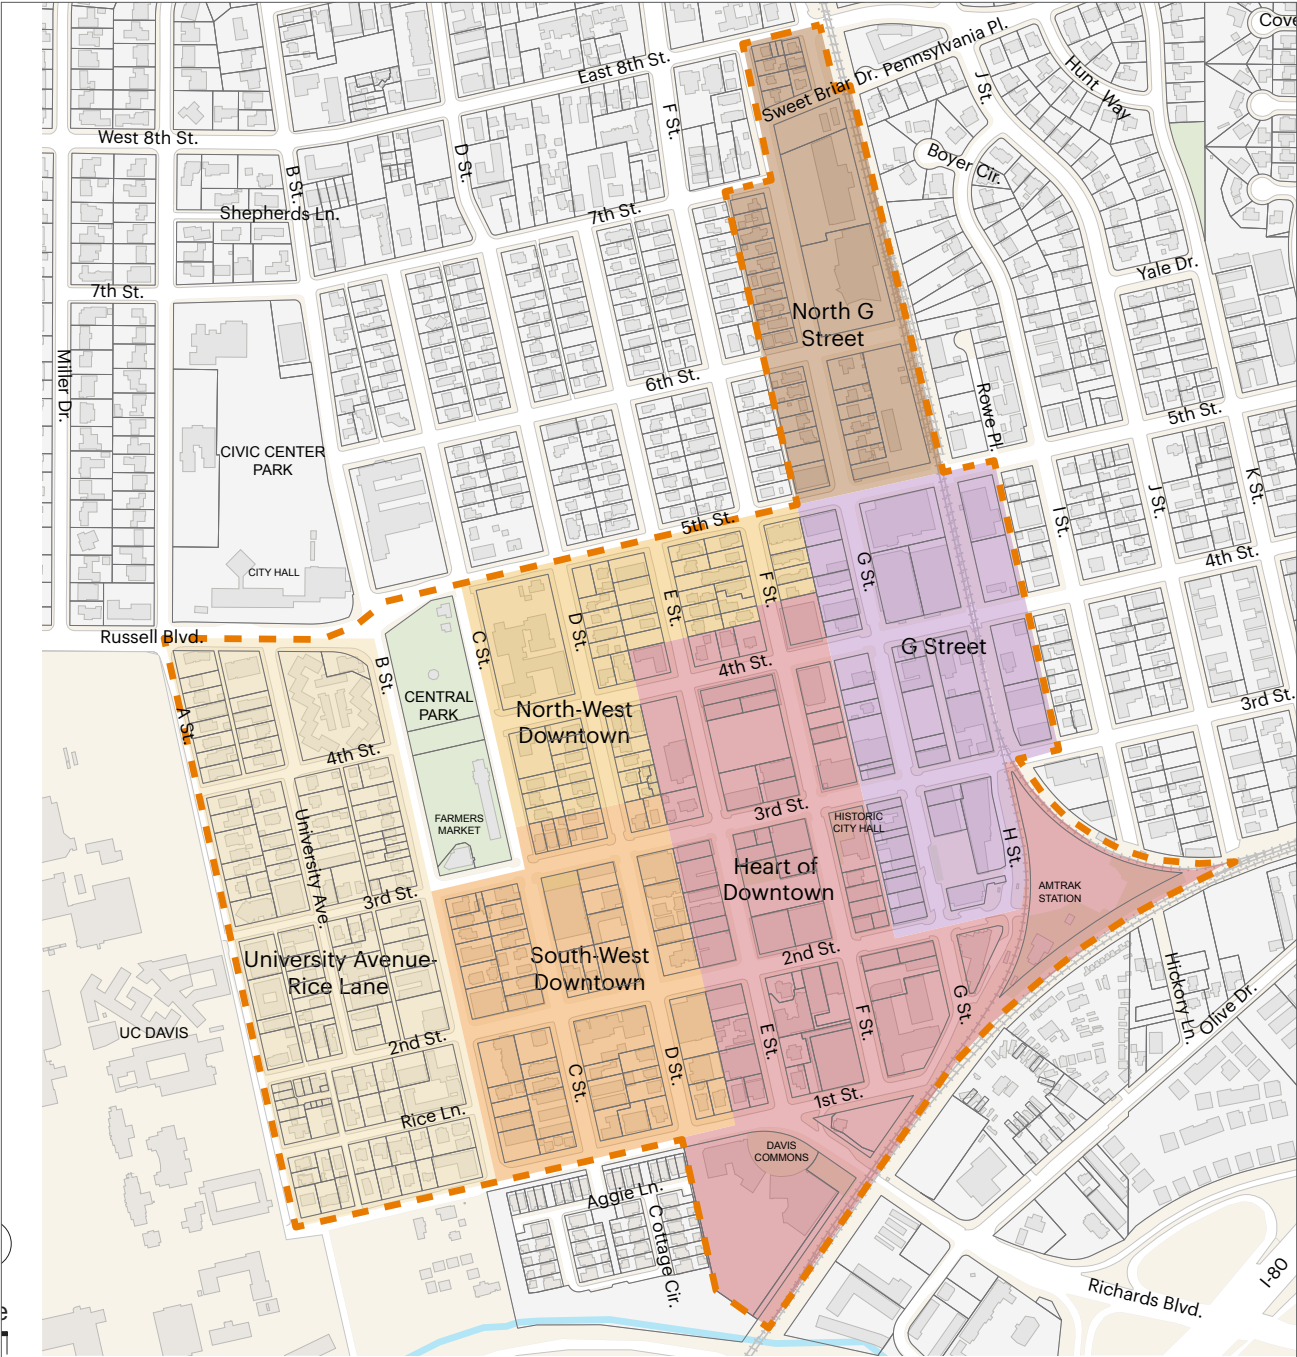 Cove
East 8th St.
Sweet Briar Dr.
Pennsylvania Pl.
J St.
Hunt Way
F St.
West 8th St.
B St.
D St.
Boyer Cir.
Shepherds Ln.
7th St.
Yale Dr.
7th St.
North G
Street
Miller Dr.
6th St.
Rowe Pl.
5th St.
CIVIC CENTER
PARK
K St.
J St.
I St.
5th St.
4th St.
CITY HALL
F St.
G St.
E St.
D St.
C St.
Russell Blvd.
B St.
G Street
4th St.
3rd St.
CENTRAL
PARK
North-West
Downtown
A St.
4th St.
3rd St.
HISTORIC
CITY HALL
FARMERS
MARKET
University Ave.
H St.
Heart of
Downtown
AMTRAK
STATION
3rd St.
2nd St.
South-West
Downtown
University Avenue-
Rice Lane
Hickory Ln.
Olive Dr.
G St.
F St.
E St.
UC DAVIS
2nd St.
D St.
C St.
1st St.
Rice Ln.
DAVIS
COMMONS
Aggie Ln.
Cottage Cir.
I-80
Richards Blvd.
e